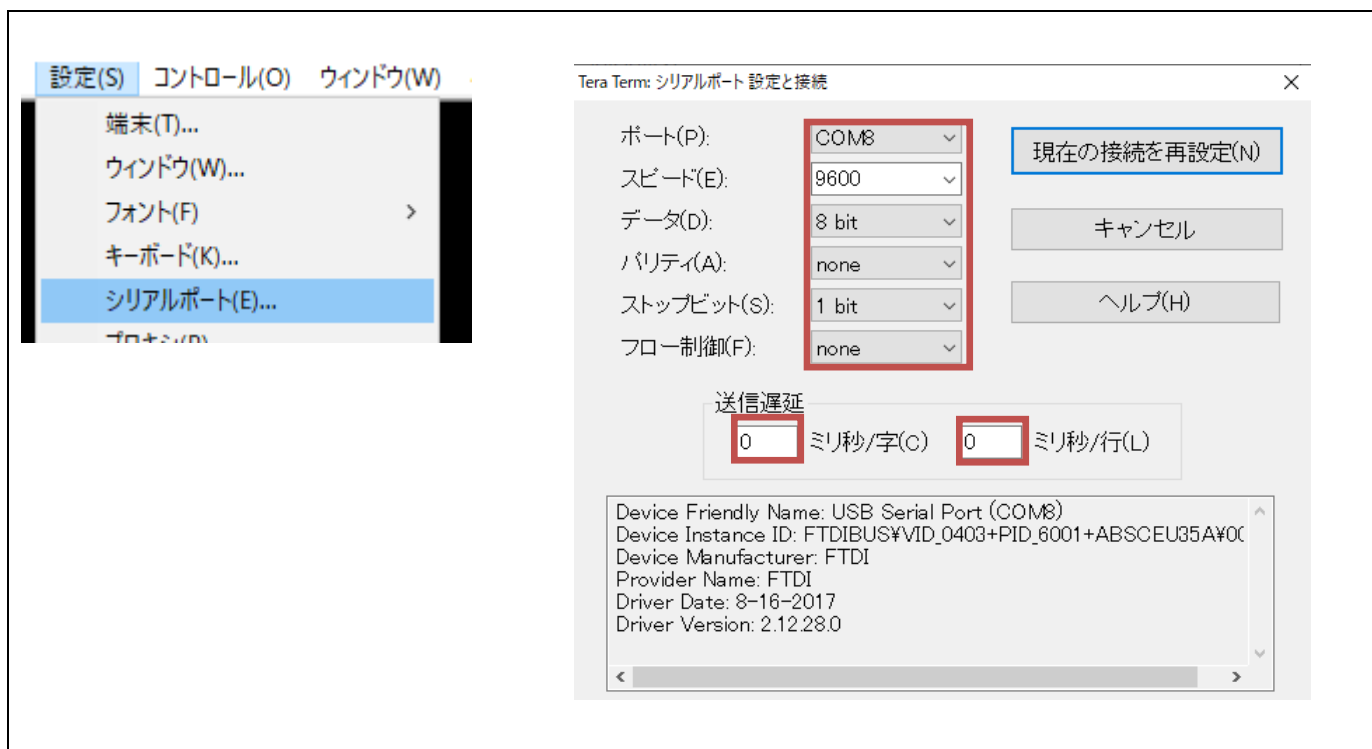 設定(S) コントロール(O) ウィンドウ(W)
端末(T)...
ウィンドウ(W)...
フォント(F)
キーボード(K)...
シリアルポート(E)...
Tera Term: シリアルポート 設定と接続
ポート(P): COM8
現在の接続を再設定(N)
スピード(E): 9600
データ(D): 8 bit
キャンセル
パリティ(A): none
ストップビット(S): 1 bit
ヘルプ(H)
フロー制御(F): none
送信遅延
0 ミリ秒/字(C) 0 ミリ秒/行(L)
Device Friendly Name: USB Serial Port (COM8)
Device Instance ID: FTDIBUS¥VID_0403+PID_6001+ABSCEU35A¥00
Device Manufacturer: FTDI
Provider Name: FTDI
Driver Date: 8-16-2017
Driver Version: 2.12.28.0